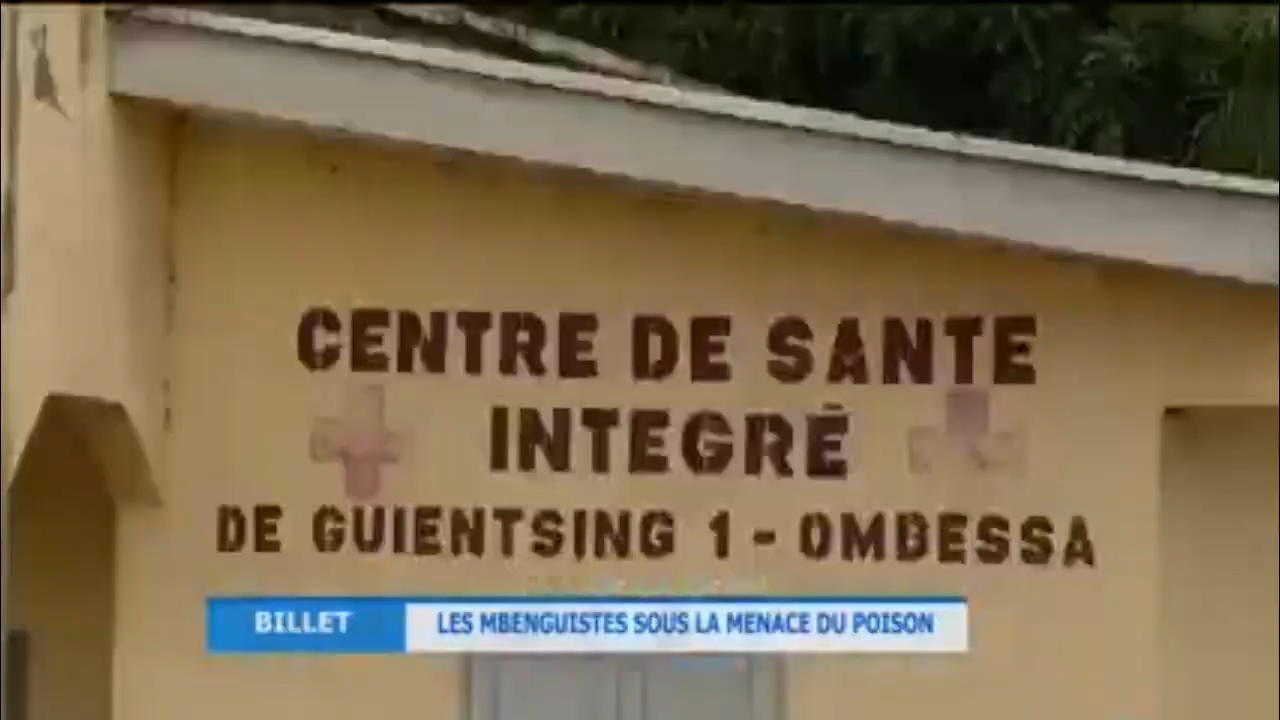 CENTRE DE SANTE
INTEGRÉ
DE GUIENTSING 1 - OMBESSA
BILLET LES MBENGUISTES SOUS LA MENACE DU POISON